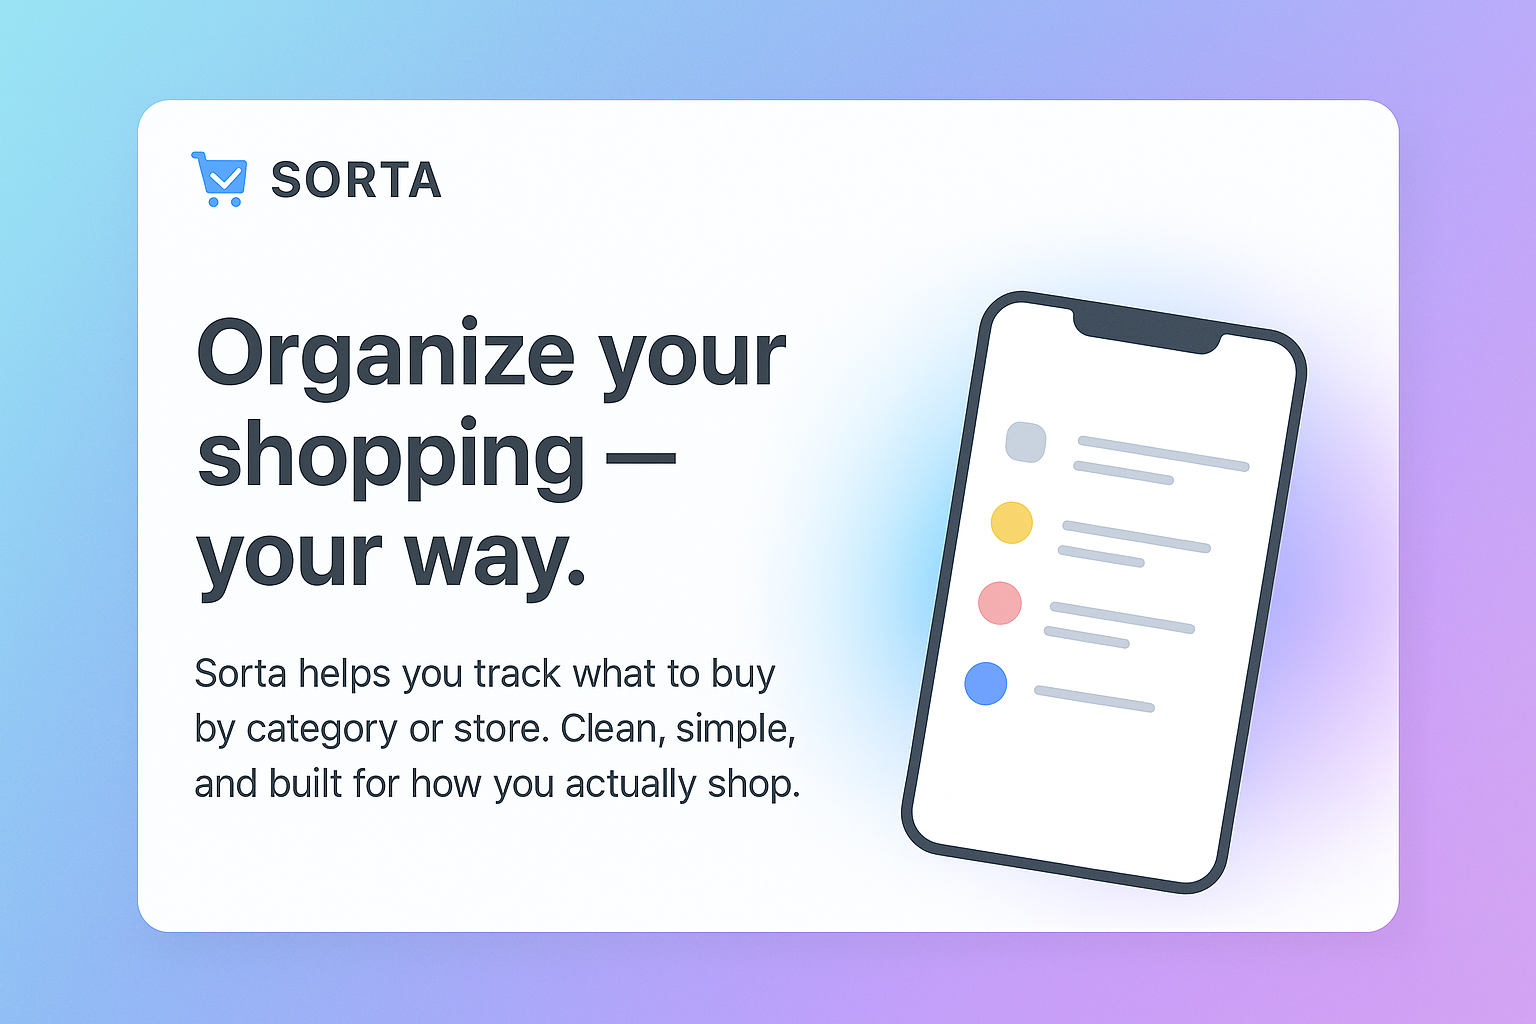 SORTA
Organize your
shopping —
your way.
Sorta helps you track what to buy
by category or store. Clean, simple,
and built for how you actually shop.